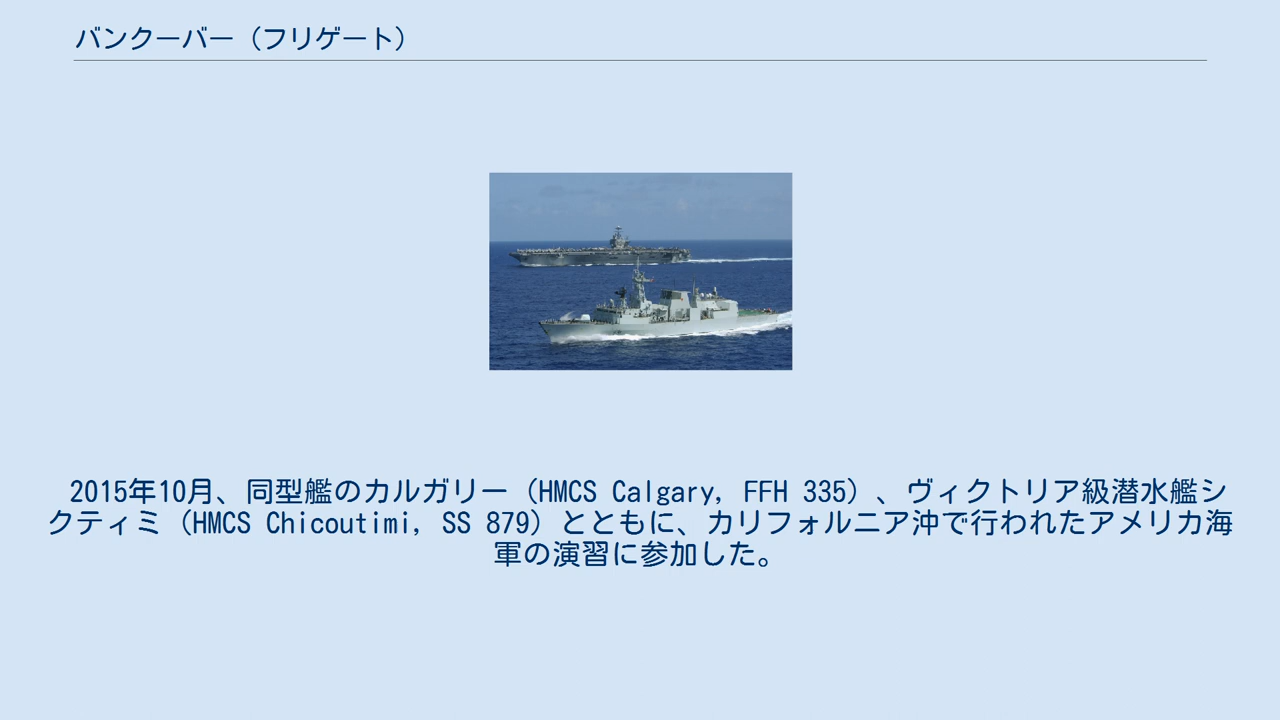 バンクーバー（フリゲート）
2015年10月、同型艦のカルガリー（HMCS Calgary, FFH 335）、ヴィクトリア級潜水艦シ
クティミ（HMCS Chicoutimi, SS 879）とともに、カリフォルニア沖で行われたアメリカ海
軍の演習に参加した。